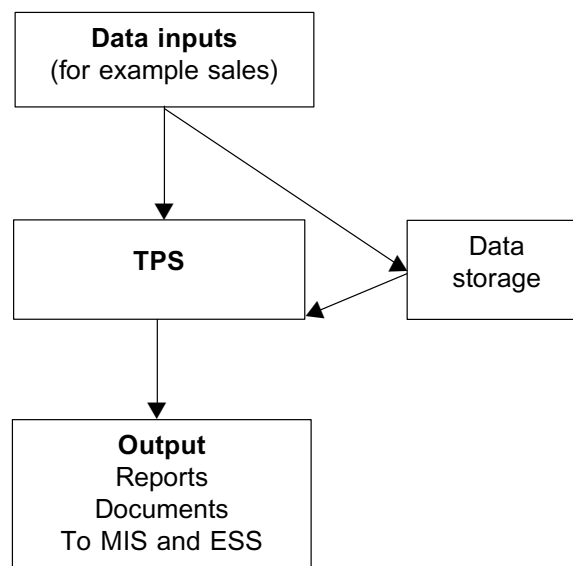 Data inputs
(for example sales)
TPS
Data
storage
Output
Reports
Documents
To MIS and ESS